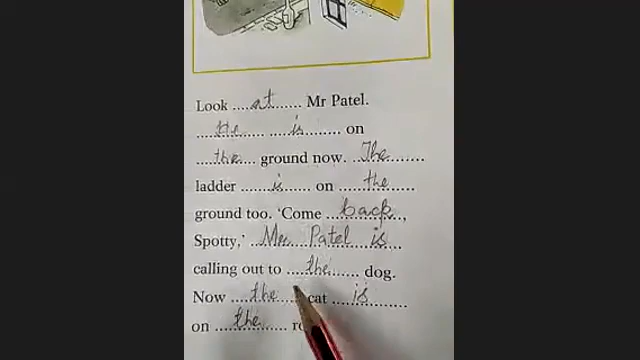 Look ....at...... Mr Patel.
....He.... ....is.... on
....the.... ground now. ..The......
ladder ....is.... on ....the....
ground too. 'Come ..back..,
Spotty,' ..Mr.. Patel is..
calling out to ....the.... dog.
Now ....the.... cat ....is....
on ....the....